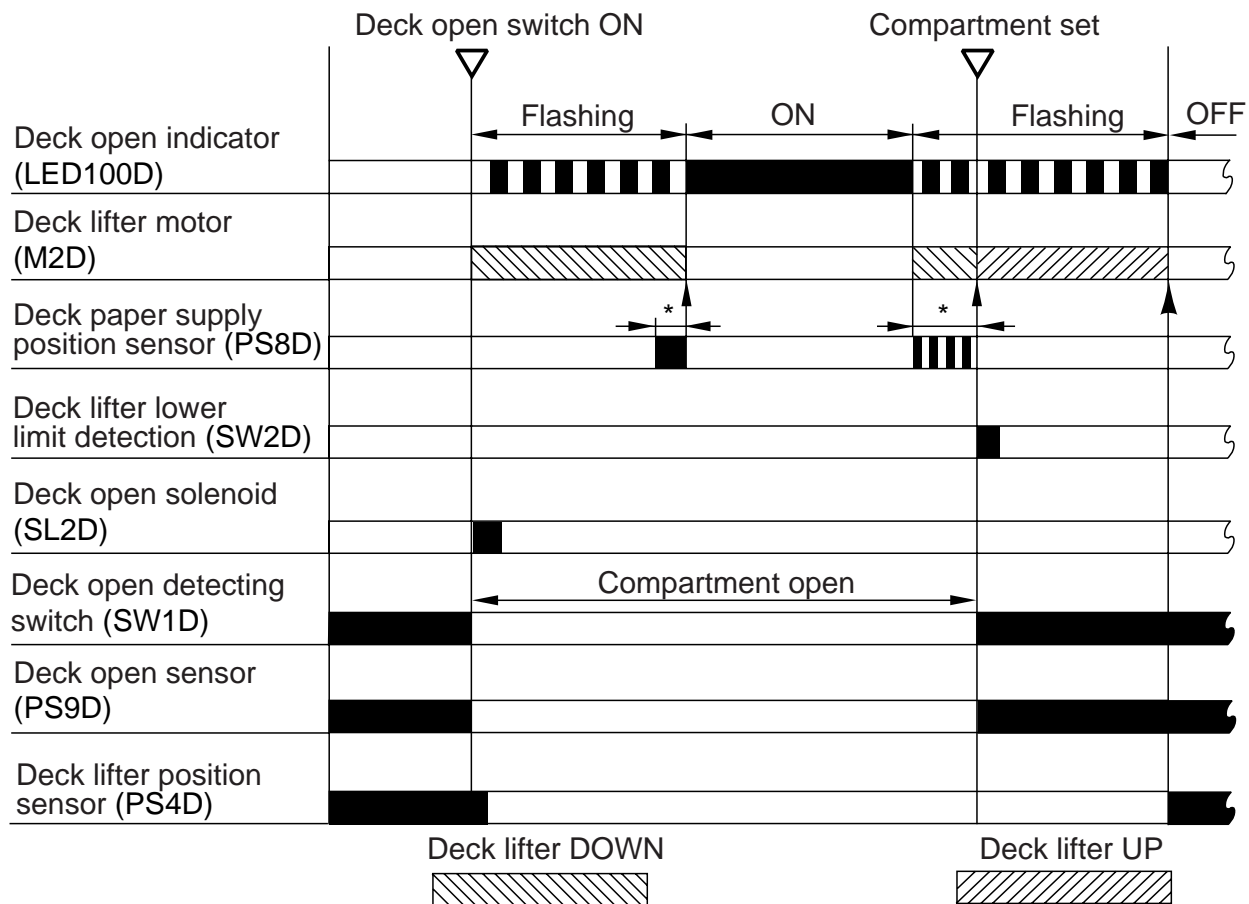 Deck open switch ON
Compartment set
Flashing
ON
Flashing
OFF
Deck open indicator
(LED100D)
Deck lifter motor
(M2D)
Deck paper supply
position sensor (PS8D)
*
*
Deck lifter lower
limit detection (SW2D)
Deck open solenoid
(SL2D)
Deck open detecting
switch (SW1D)
Compartment open
Deck open sensor
(PS9D)
Deck lifter position
sensor (PS4D)
Deck lifter DOWN
Deck lifter UP